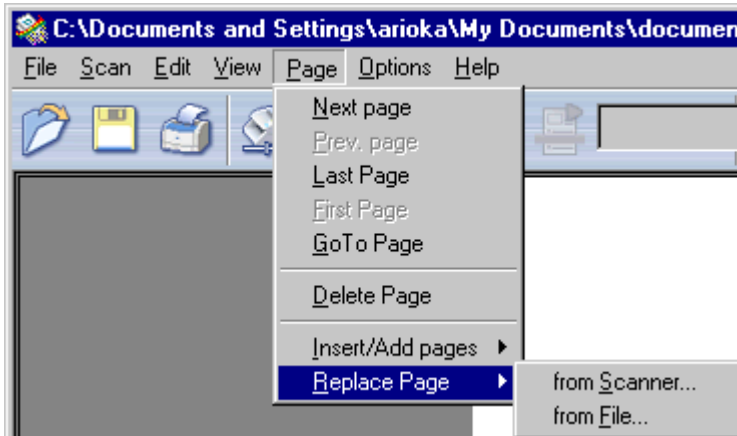 C:\Documents and Settings\arioka\My Documents\documen
File Scan Edit View Page Options Help
Next page
Prev. page
Last Page
First Page
GoTo Page
Delete Page
Insert/Add pages
Replace Page
from Scanner...
from File...